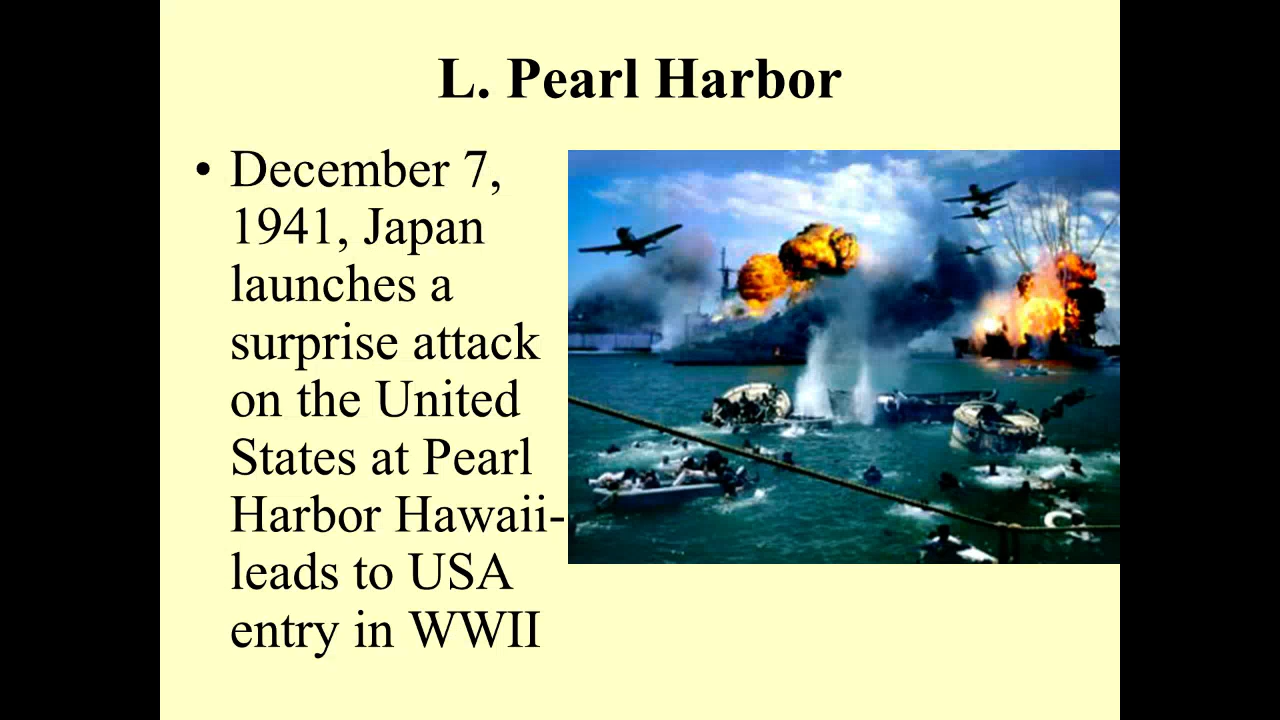 L. Pearl Harbor
• December 7,
1941, Japan
launches a
surprise attack
on the United
States at Pearl
Harbor Hawaii-
leads to USA
entry in WWII